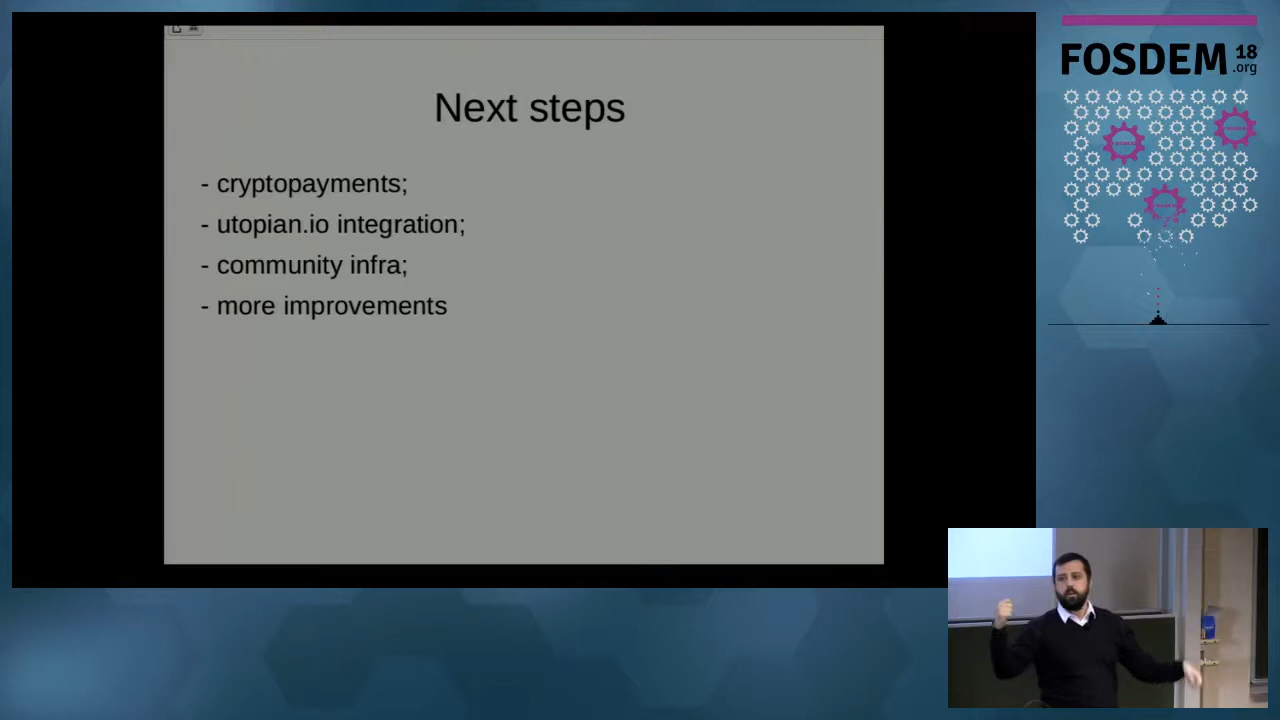 Next steps
- cryptopayments;
- utopian.io integration;
- community infra;
- more improvements
FOSDEM 18
.org